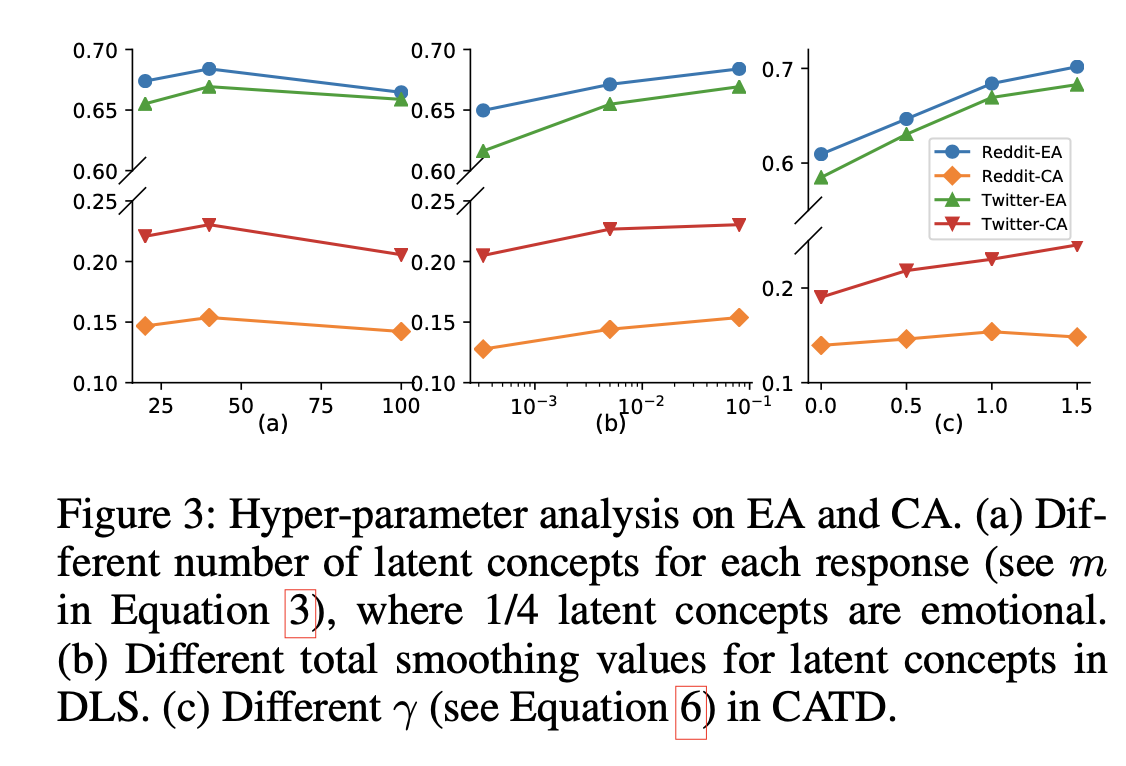 0.70
0.65
0.60
0.25
0.20
0.15
0.10
25 50 75 100
(a)
0.70
0.65
0.60
0.25
0.20
0.15
0.10
10−3 10−2 10−1
(b)
0.7
0.6
0.2
0.1
0.0 0.5 1.0 1.5
(c)
Reddit-EA
Reddit-CA
Twitter-EA
Twitter-CA
Figure 3: Hyper-parameter analysis on EA and CA. (a) Dif-
ferent number of latent concepts for each response (see m
in Equation 3), where 1/4 latent concepts are emotional.
(b) Different total smoothing values for latent concepts in
DLS. (c) Different γ (see Equation 6) in CATD.